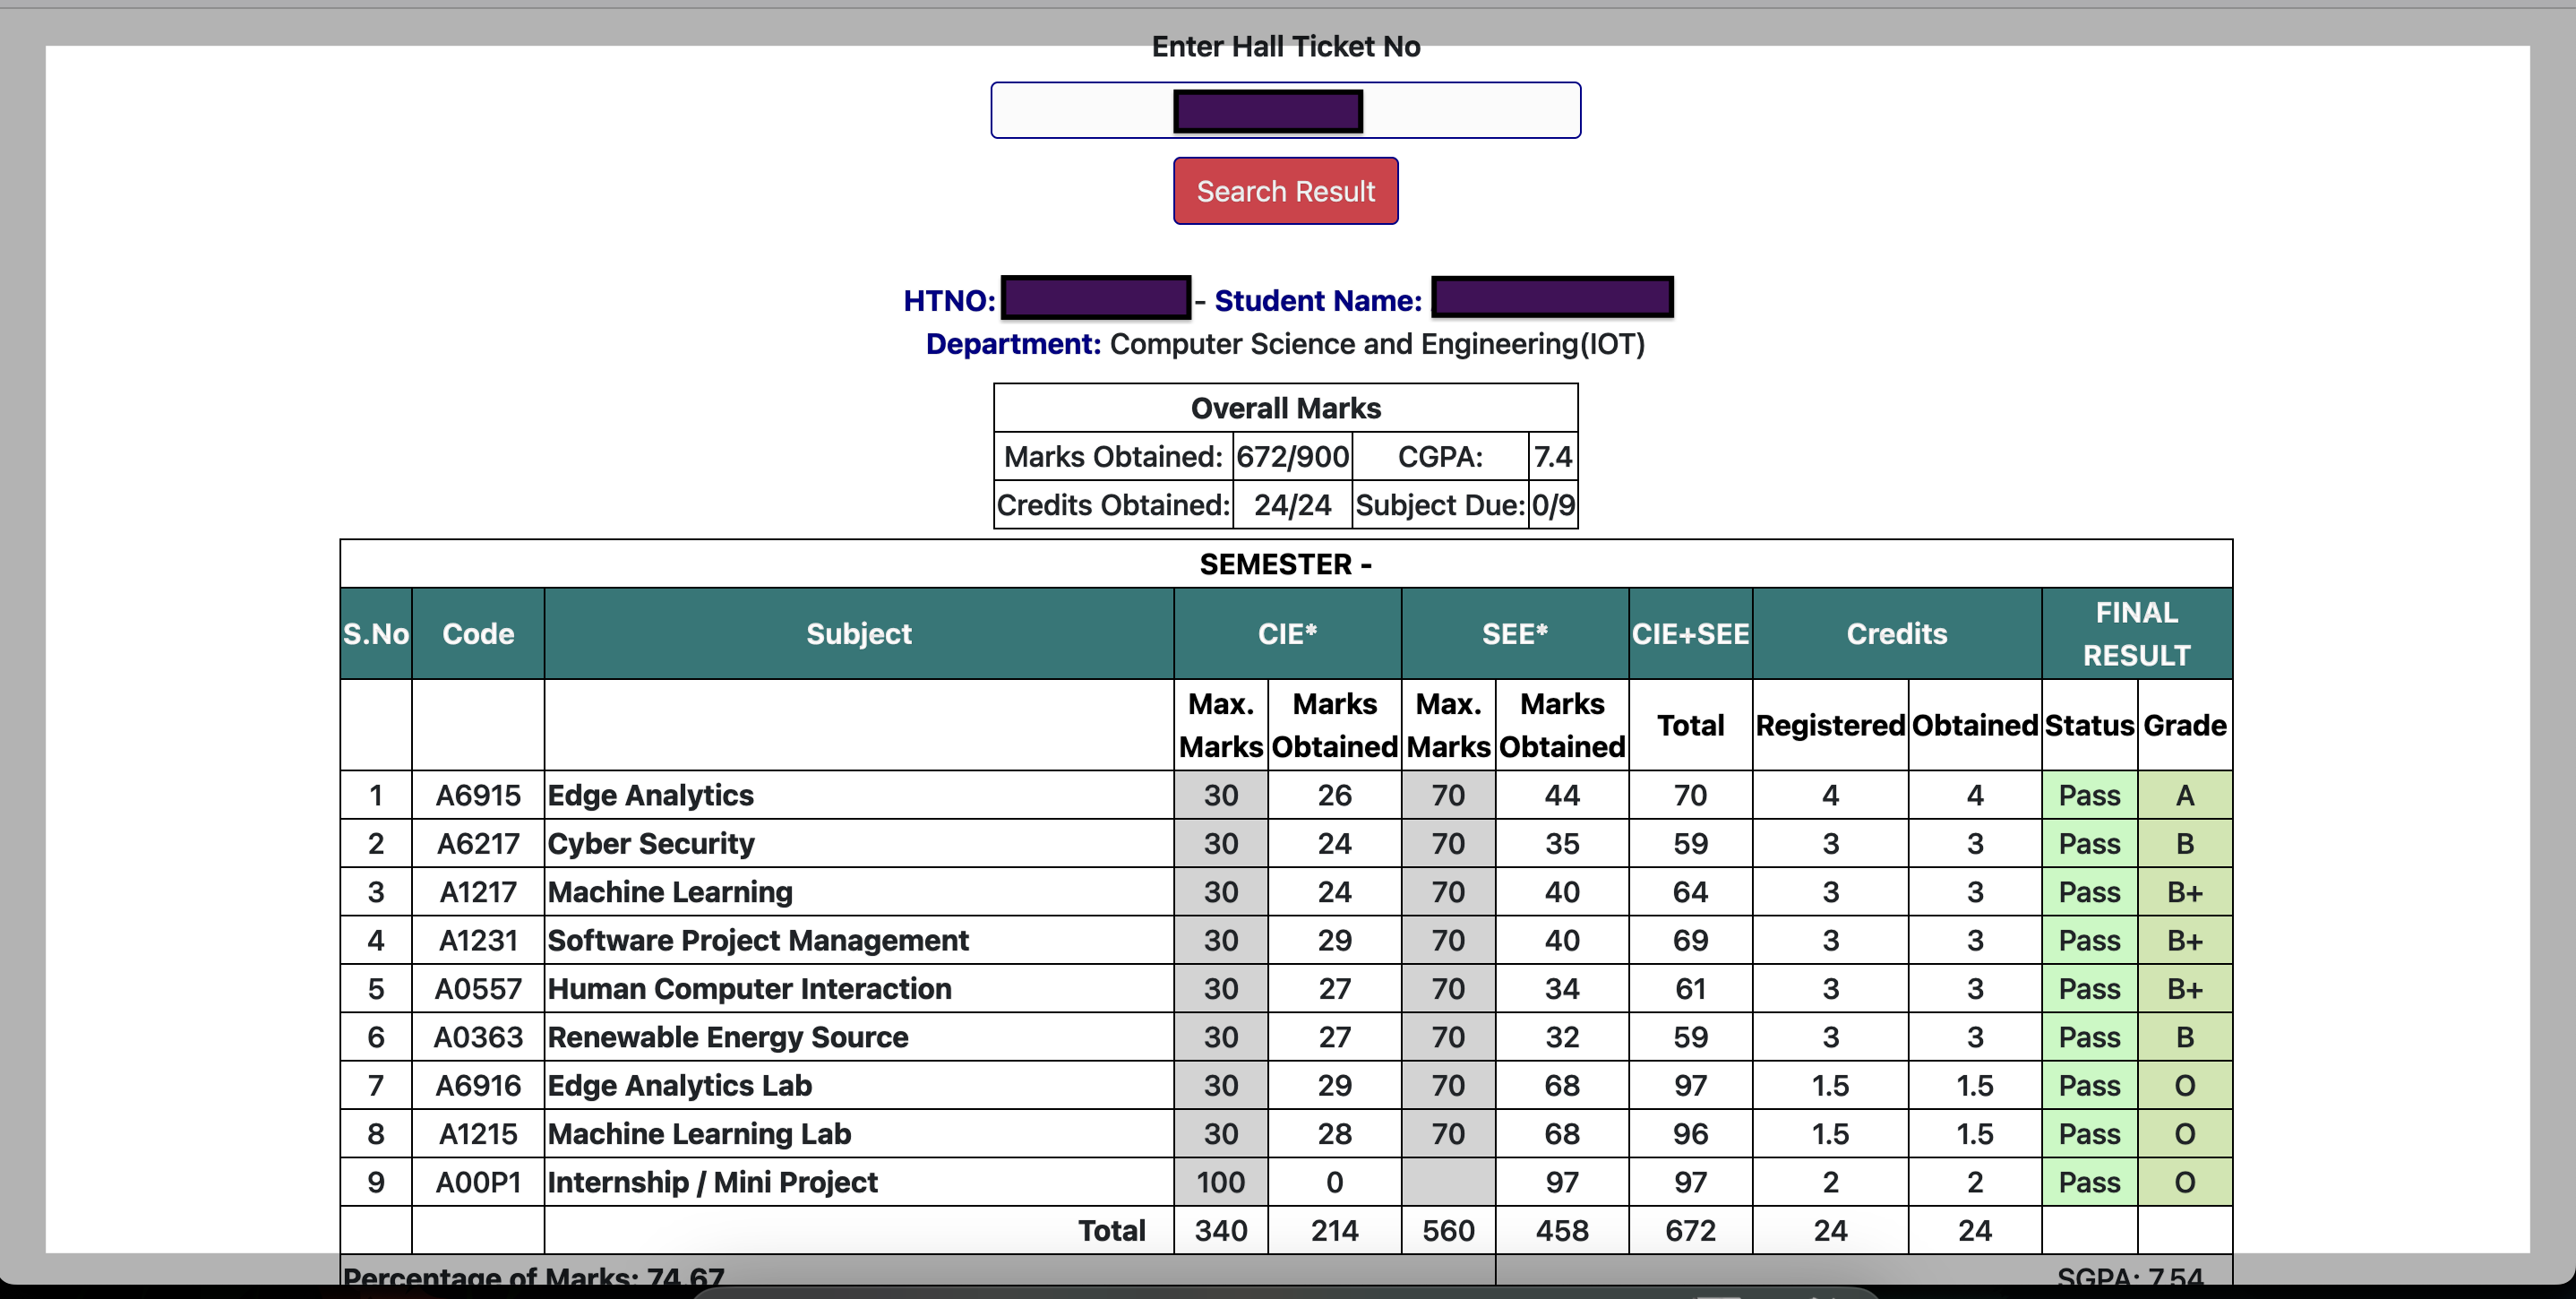 Enter Hall Ticket No
Search Result
HTNO: - Student Name:
Department: Computer Science and Engineering(IOT)
Overall Marks
Marks Obtained: 672/900 CGPA: 7.4
Credits Obtained: 24/24 Subject Due: 0/9
SEMESTER -
S.No Code Subject CIE* SEE* CIE+SEE Credits FINAL RESULT
Max. Marks Marks Obtained Max. Marks Marks Obtained Total Registered Obtained Status Grade
1 A6915 Edge Analytics 30 26 70 44 70 4 4 Pass A
2 A6217 Cyber Security 30 24 70 35 59 3 3 Pass B
3 A1217 Machine Learning 30 24 70 40 64 3 3 Pass B+
4 A1231 Software Project Management 30 29 70 40 69 3 3 Pass B+
5 A0557 Human Computer Interaction 30 27 70 34 61 3 3 Pass B+
6 A0363 Renewable Energy Source 30 27 70 32 59 3 3 Pass B
7 A6916 Edge Analytics Lab 30 29 70 68 97 1.5 1.5 Pass O
8 A1215 Machine Learning Lab 30 28 70 68 96 1.5 1.5 Pass O
9 A00P1 Internship / Mini Project 100 0 97 97 2 2 Pass O
Total 340 214 560 458 672 24 24
Percentage of Marks: 74.67 SGPA: 7.54